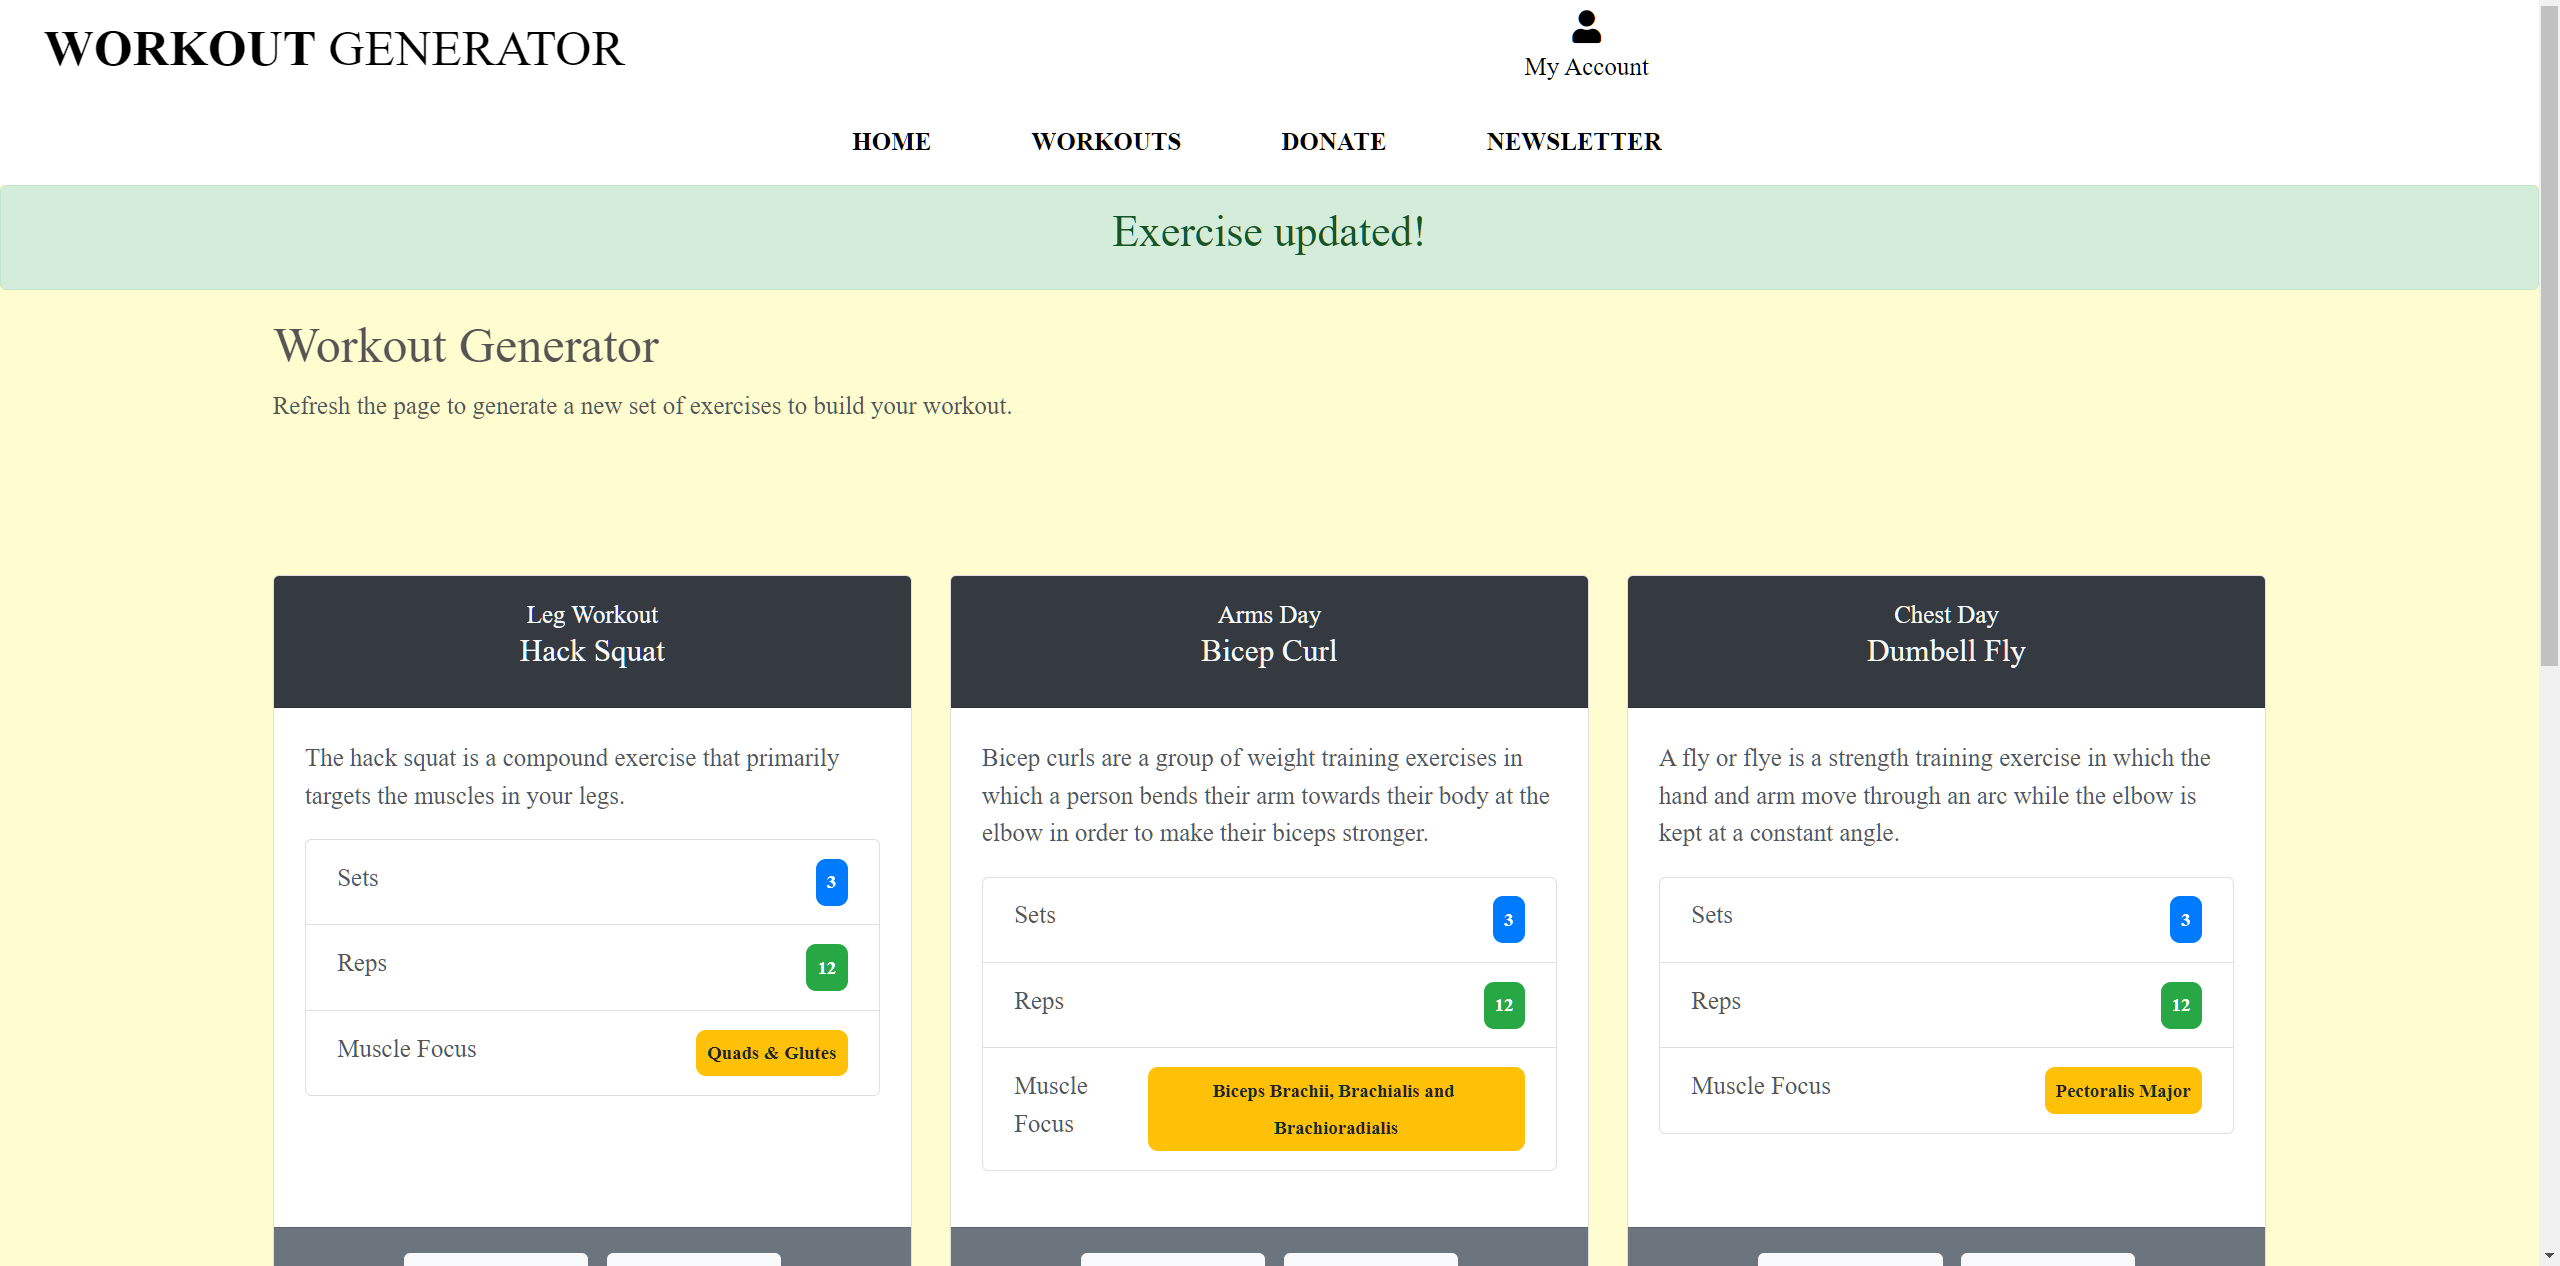 WORKOUT GENERATOR
My Account
HOME WORKOUTS DONATE NEWSLETTER
Exercise updated!
Workout Generator
Refresh the page to generate a new set of exercises to build your workout.
Leg Workout
Hack Squat
The hack squat is a compound exercise that primarily
targets the muscles in your legs.
Sets 3
Reps 12
Muscle Focus Quads & Glutes
Arms Day
Bicep Curl
Bicep curls are a group of weight training exercises in
which a person bends their arm towards their body at the
elbow in order to make their biceps stronger.
Sets 3
Reps 12
Muscle
Focus
Biceps Brachii, Brachialis and
Brachioradialis
Chest Day
Dumbell Fly
A fly or flye is a strength training exercise in which the
hand and arm move through an arc while the elbow is
kept at a constant angle.
Sets 3
Reps 12
Muscle Focus Pectoralis Major